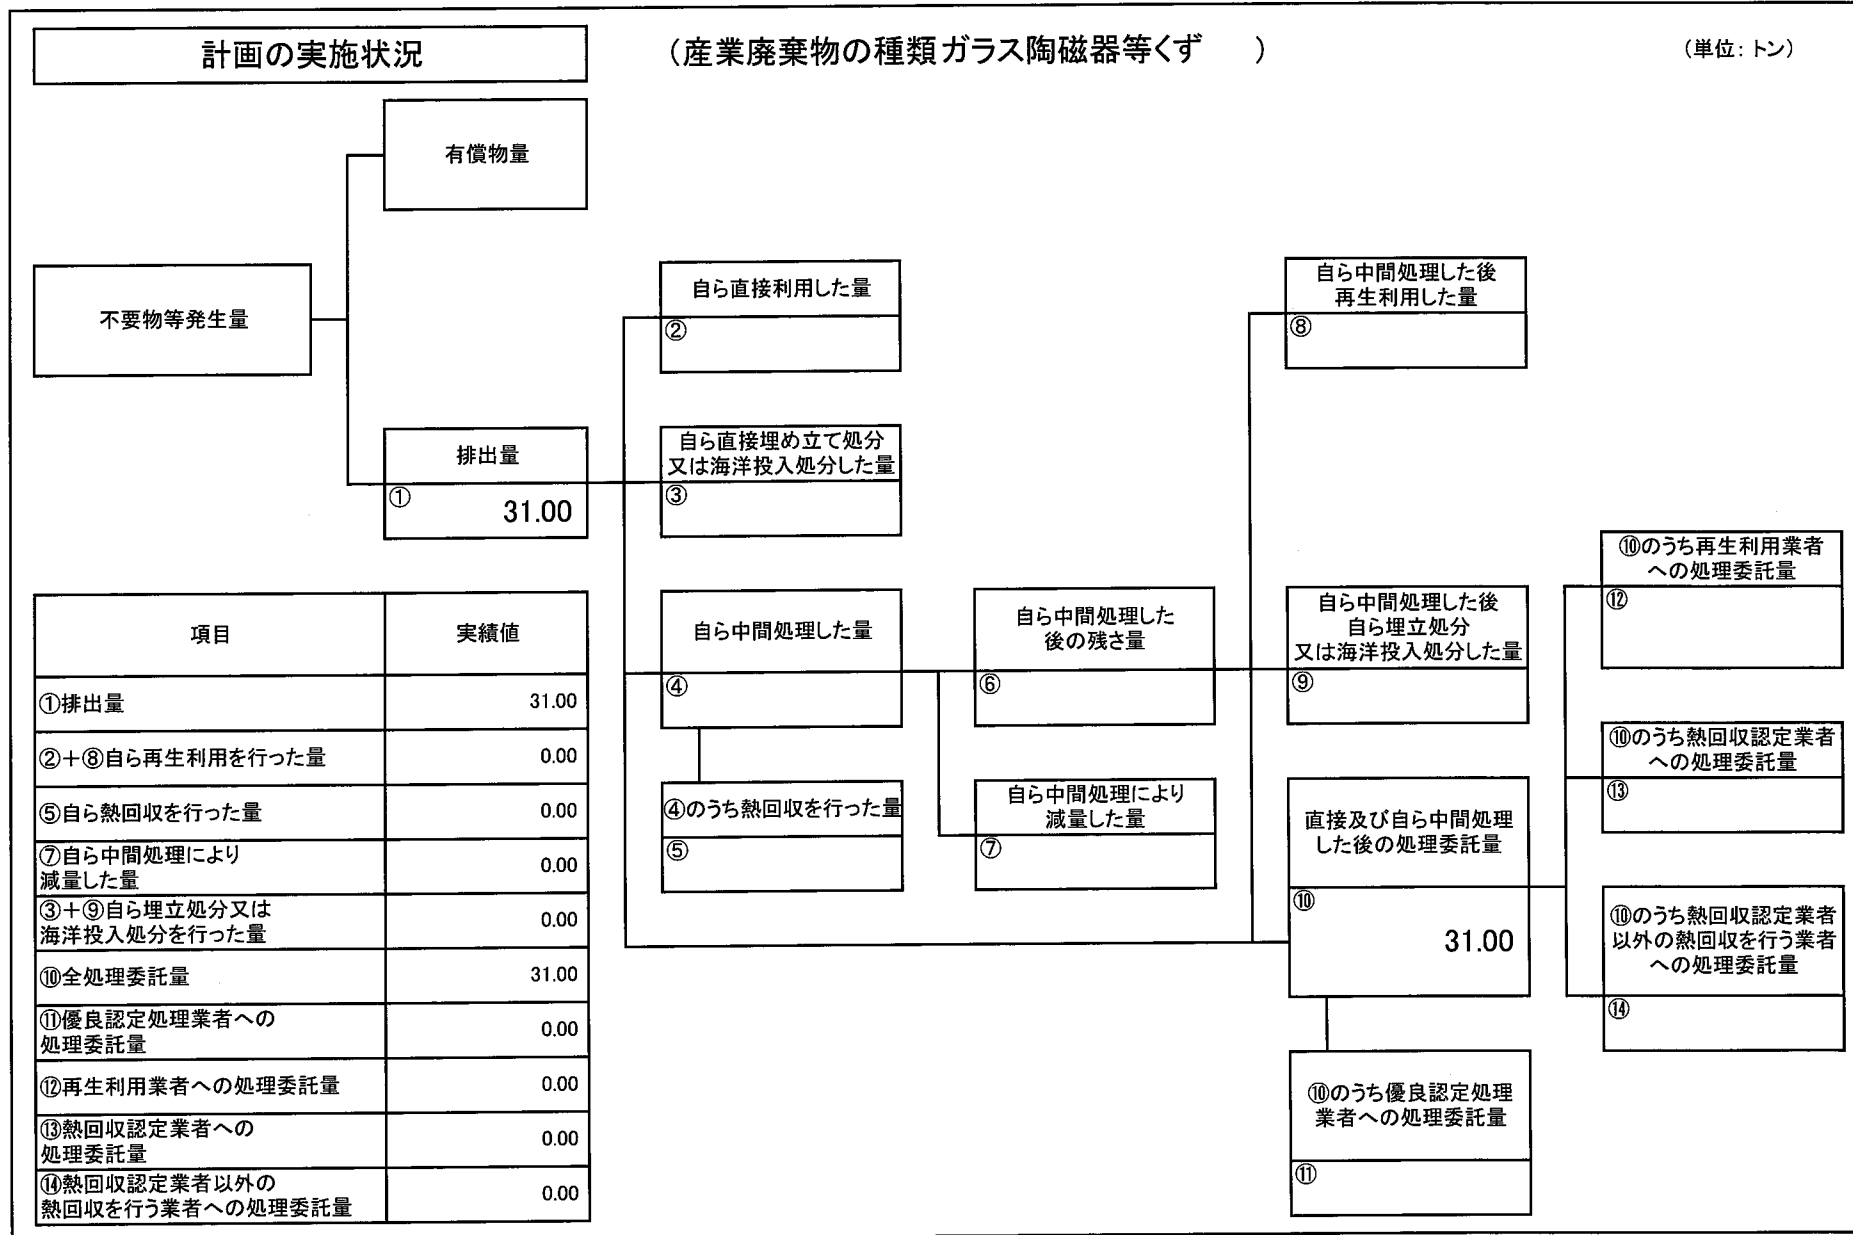 計画の実施状況
（産業廃棄物の種類ガラス陶磁器等くず　　）
（単位：トン）
有償物量
不要物等発生量
排出量
①
31.00
自ら直接利用した量
②
自ら直接埋め立て処分
又は海洋投入処分した量
③
自ら中間処理した量
④
④のうち熱回収を行った量
⑤
自ら中間処理した
後の残さ量
⑥
自ら中間処理により
減量した量
⑦
自ら中間処理した後
再生利用した量
⑧
自ら中間処理した後
自ら埋立処分
又は海洋投入処分した量
⑨
直接及び自ら中間処理
した後の処理委託量
⑩
31.00
⑩のうち優良認定処理
業者への処理委託量
⑪
⑩のうち再生利用業者
への処理委託量
⑫
⑩のうち熱回収認定業者
への処理委託量
⑬
⑩のうち熱回収認定業者
以外の熱回収を行う業者
への処理委託量
⑭
項目 実績値
①排出量 31.00
②＋⑧自ら再生利用を行った量 0.00
⑤自ら熱回収を行った量 0.00
⑦自ら中間処理により
減量した量 0.00
③＋⑨自ら埋立処分又は
海洋投入処分を行った量 0.00
⑩全処理委託量 31.00
⑪優良認定処理業者への
処理委託量 0.00
⑫再生利用業者への処理委託量 0.00
⑬熱回収認定業者への
処理委託量 0.00
⑭熱回収認定業者以外の
熱回収を行う業者への処理委託量 0.00